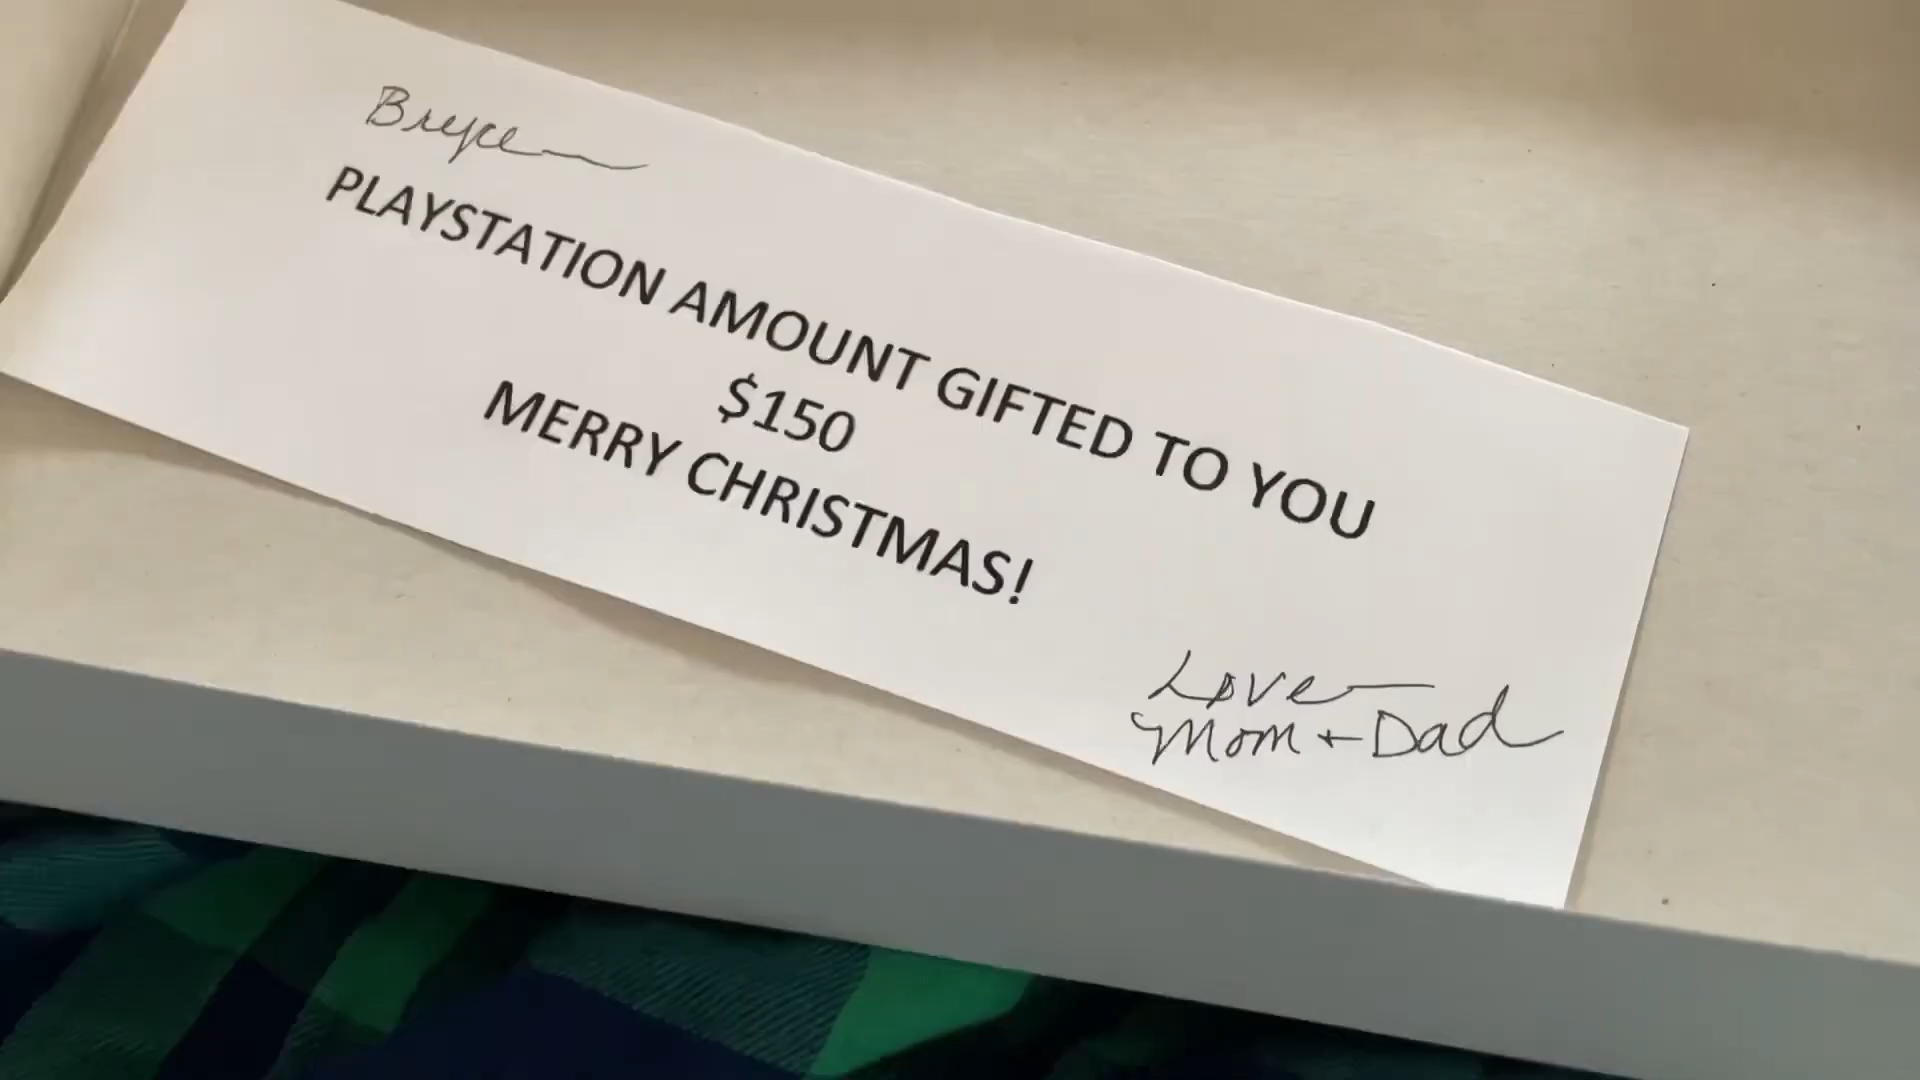 Bryce
PLAYSTATION AMOUNT GIFTED TO YOU
$150
MERRY CHRISTMAS!
Love
Mom + Dad